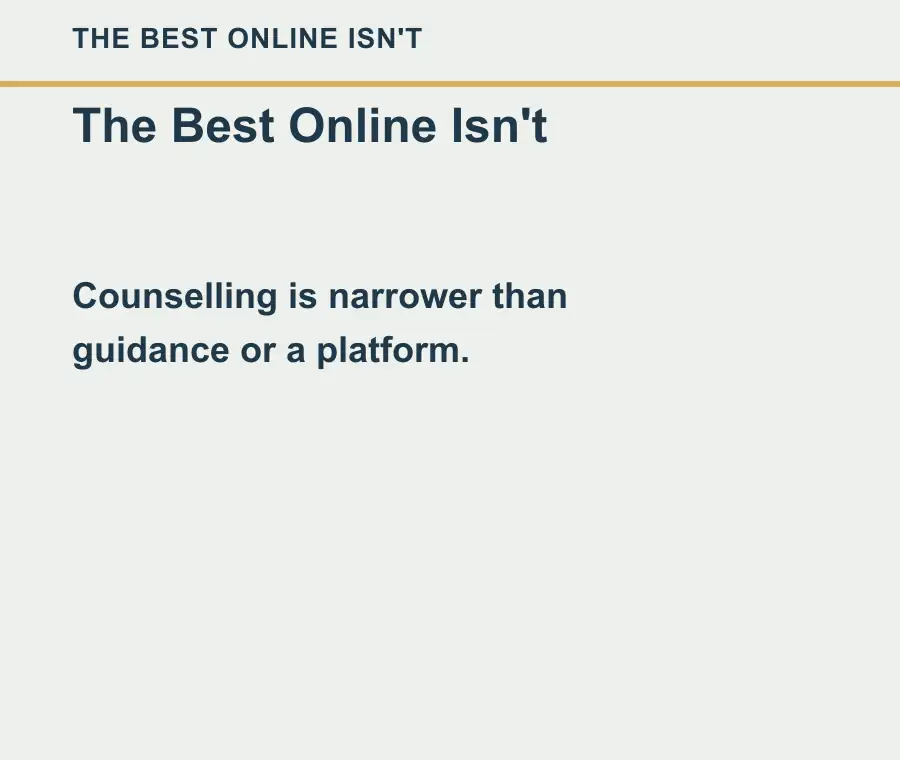 THE BEST ONLINE ISN'T
The Best Online Isn't
Counselling is narrower than
guidance or a platform.